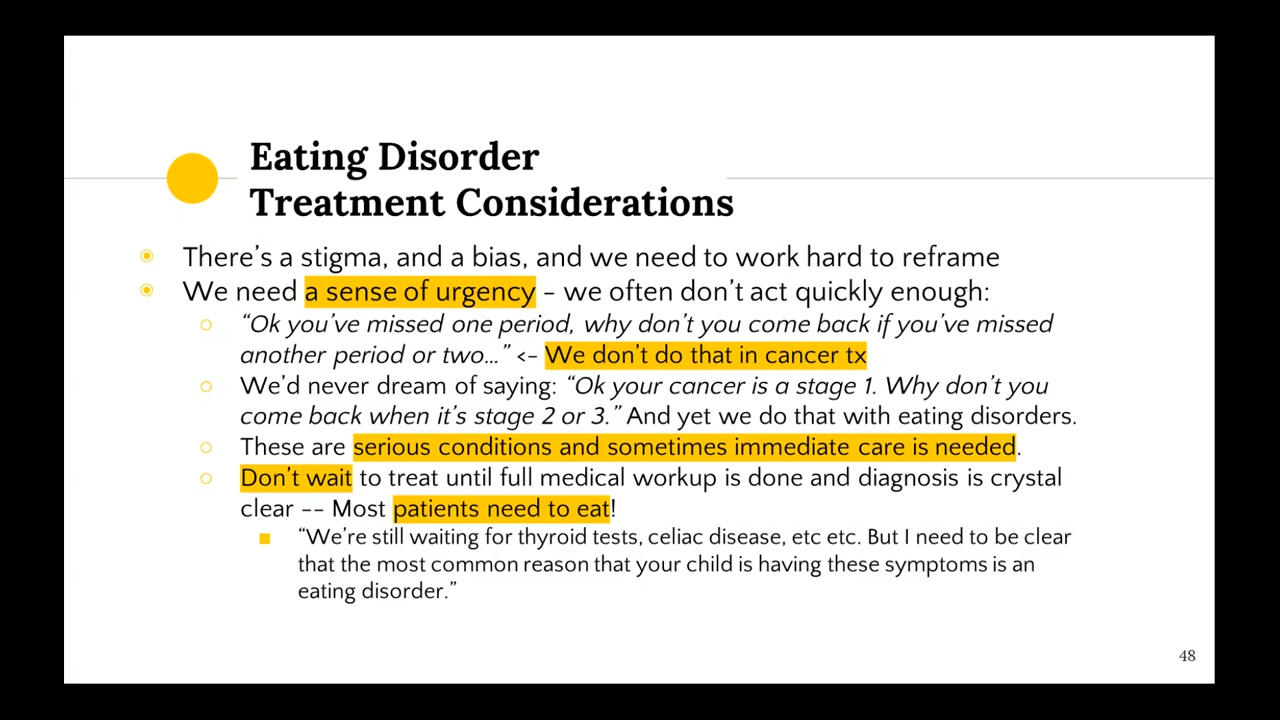 Eating Disorder
Treatment Considerations
There's a stigma, and a bias, and we need to work hard to reframe
We need a sense of urgency - we often don't act quickly enough:
“Ok you've missed one period, why don't you come back if you've missed
another period or two…” <- We don't do that in cancer tx
We'd never dream of saying: “Ok your cancer is a stage 1. Why don't you
come back when it's stage 2 or 3.” And yet we do that with eating disorders.
These are serious conditions and sometimes immediate care is needed.
Don't wait to treat until full medical workup is done and diagnosis is crystal
clear -- Most patients need to eat!
“We're still waiting for thyroid tests, celiac disease, etc etc. But I need to be clear
that the most common reason that your child is having these symptoms is an
eating disorder.”
48